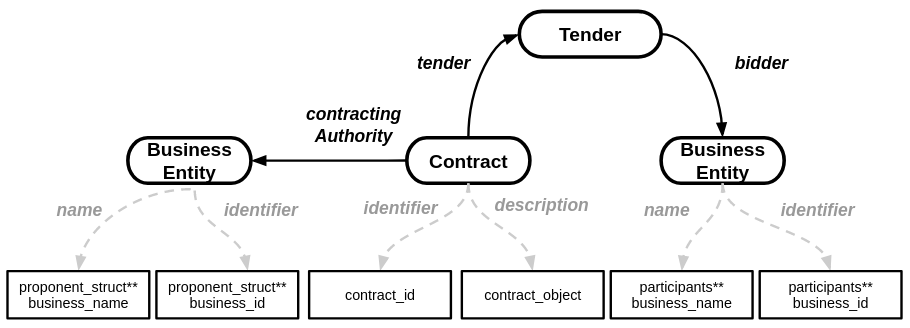 Tender
tender
bidder
contracting
Authority
Business
Entity
Contract
Business
Entity
name
identifier
identifier
description
name
identifier
proponent_struct**
business_name
proponent_struct**
business_id
contract_id
contract_object
participants**
business_name
participants**
business_id